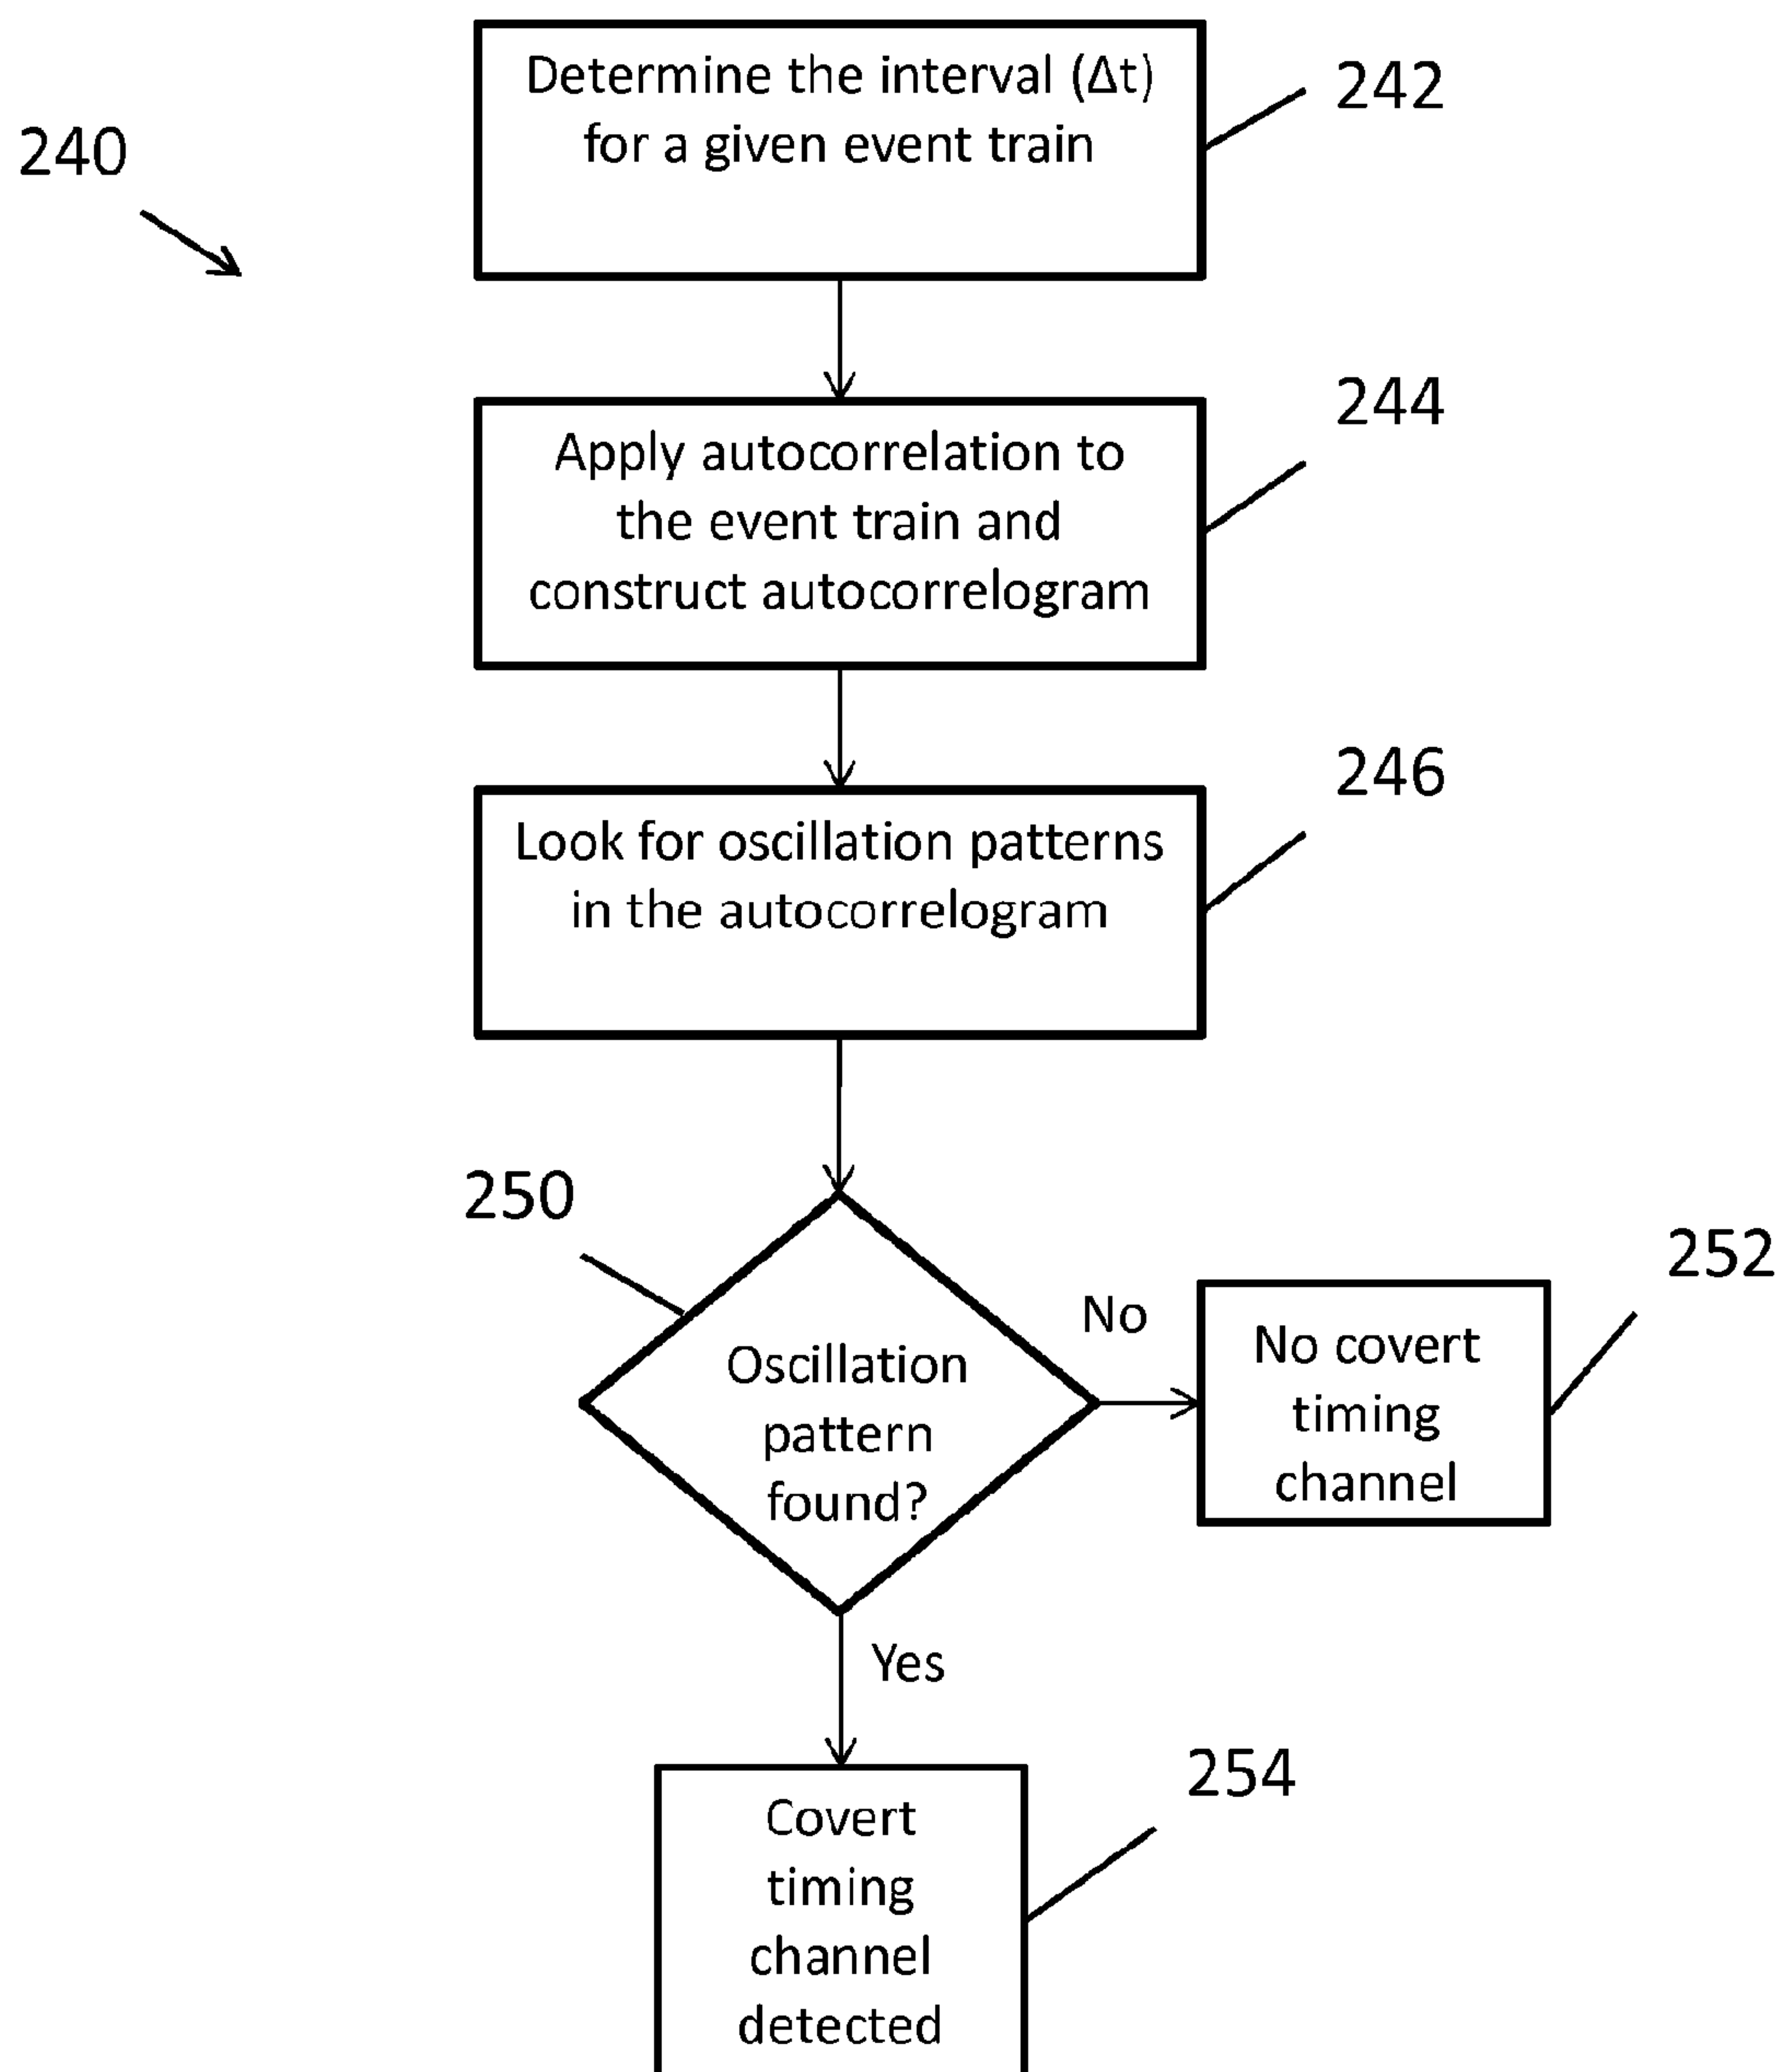 240
Determine the interval (Δt)
for a given event train
242
Apply autocorrelation to
the event train and
construct autocorrelogram
244
Look for oscillation patterns
in the autocorrelogram
246
250
Oscillation
pattern
found?
No
No covert
timing
channel
252
Yes
Covert
timing
channel
detected
254